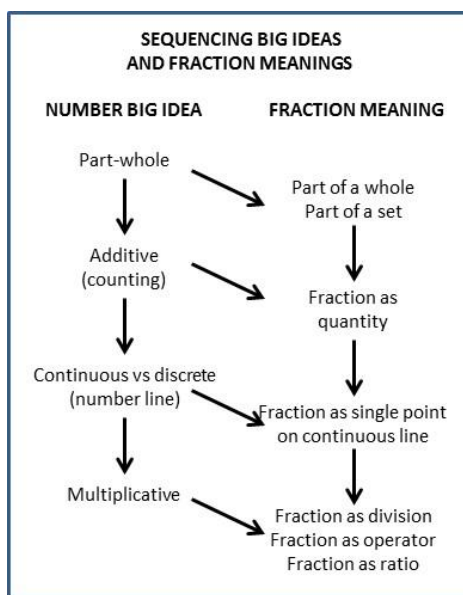 SEQUENCING BIG IDEAS
AND FRACTION MEANINGS
NUMBER BIG IDEA
FRACTION MEANING
Part-whole
Part of a whole
Part of a set
Additive
(counting)
Fraction as
quantity
Continuous vs discrete
(number line)
Fraction as single point
on continuous line
Multiplicative
Fraction as division
Fraction as operator
Fraction as ratio